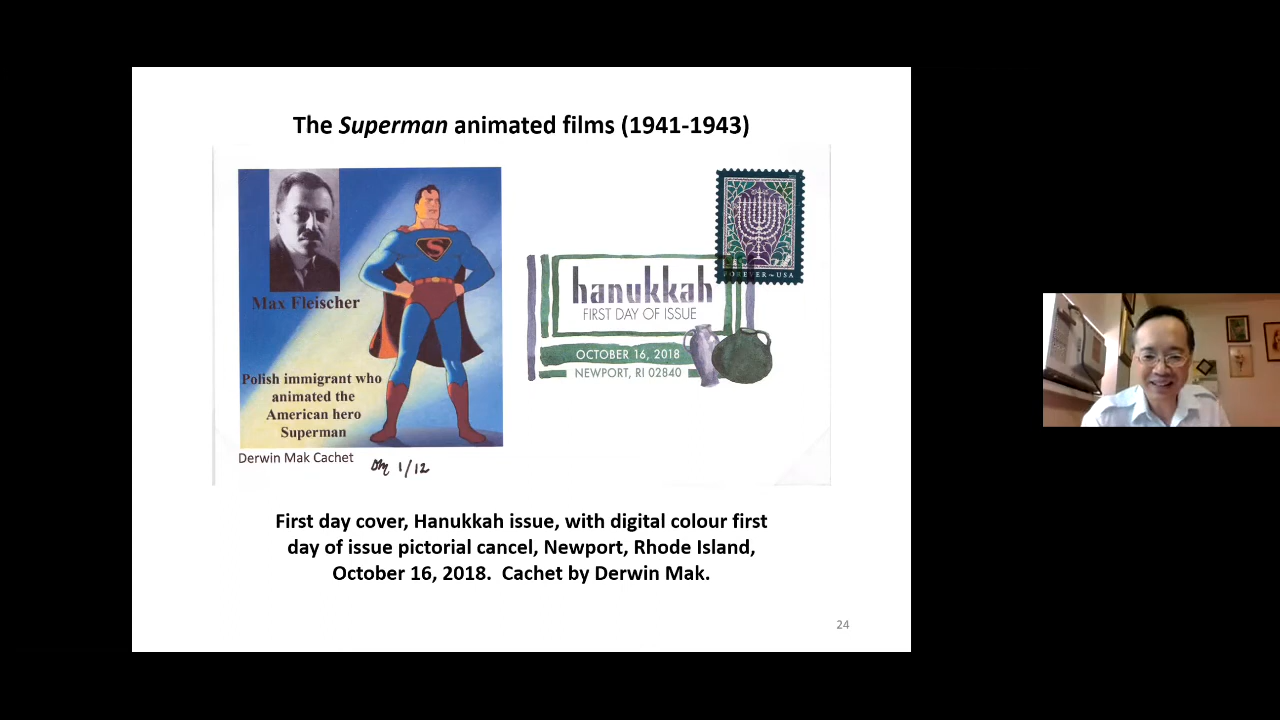 The Superman animated films (1941-1943)
Max Fleischer
Polish immigrant who
animated the
American hero
Superman
Derwin Mak Cachet
DM 1/12
S
FOREVER USA
hanukkah
FIRST DAY OF ISSUE
OCTOBER 16, 2018
NEWPORT, RI 02840
First day cover, Hanukkah issue, with digital colour first
day of issue pictorial cancel, Newport, Rhode Island,
October 16, 2018.  Cachet by Derwin Mak.
24